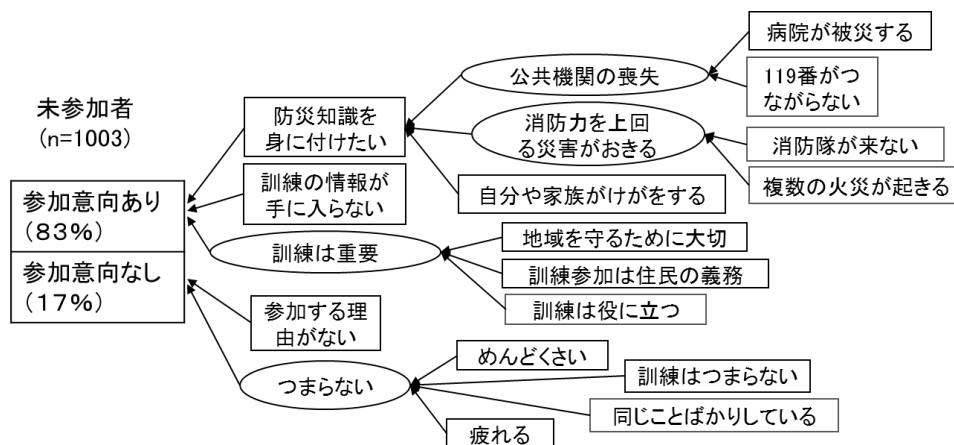 病院が被災する
公共機関の喪失
119番がつ
ながらない
未参加者
(n=1003)
防災知識を
身に付けたい
消防力を上回
る災害がおきる
消防隊が来ない
複数の火災が起きる
訓練の情報が
手に入らない
自分や家族がけがをする
参加意向あり
(83%)
訓練は重要
地域を守るために大切
訓練参加は住民の義務
訓練は役に立つ
参加意向なし
(17%)
参加する理
由がない
つまらない
めんどくさい
訓練はつまらない
同じことばかりしている
疲れる